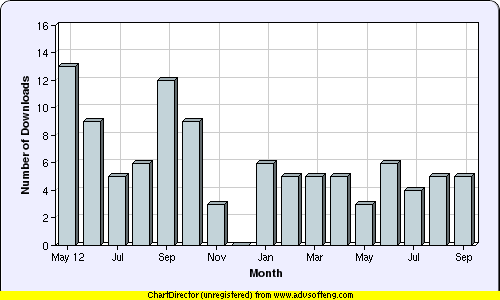 16
14
12
10
8
6
4
2
0
Number of Downloads
May 12 Jul Sep Nov Jan Mar May Jul Sep
Month
ChartDirector (unregistered) from www.advsofteng.com